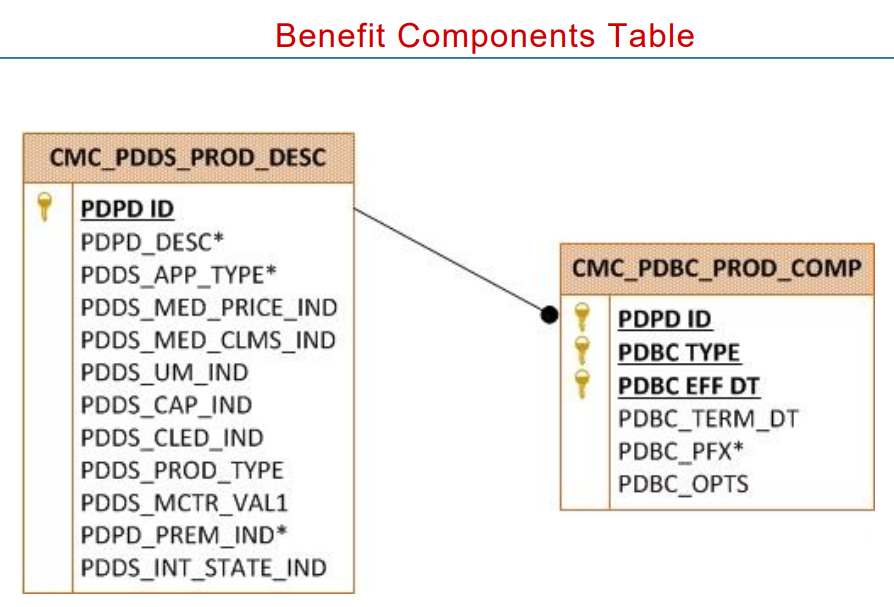 Benefit Components Table
CMC_PDDS_PROD_DESC
PDPD ID
PDPD_DESC*
PDDS_APP_TYPE*
PDDS_MED_PRICE_IND
PDDS_MED_CLMS_IND
PDDS_UM_IND
PDDS_CAP_IND
PDDS_CLED_IND
PDDS_PROD_TYPE
PDDS_MCTR_VAL1
PDPD_PREM_IND*
PDDS_INT_STATE_IND
CMC_PDBC_PROD_COMP
PDPD ID
PDBC TYPE
PDBC EFF DT
PDBC_TERM_DT
PDBC_PFX*
PDBC_OPTS